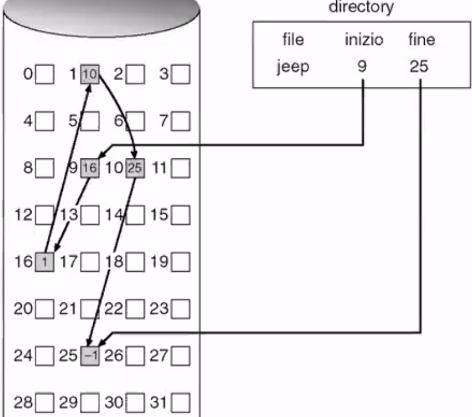 directory
file inizio fine
jeep 9 25
0 1 10 2 3
4 5 6 7
8 9 16 10 25 11
12 13 14 15
16 1 17 18 19
20 21 22 23
24 25 -1 26 27
28 29 30 31